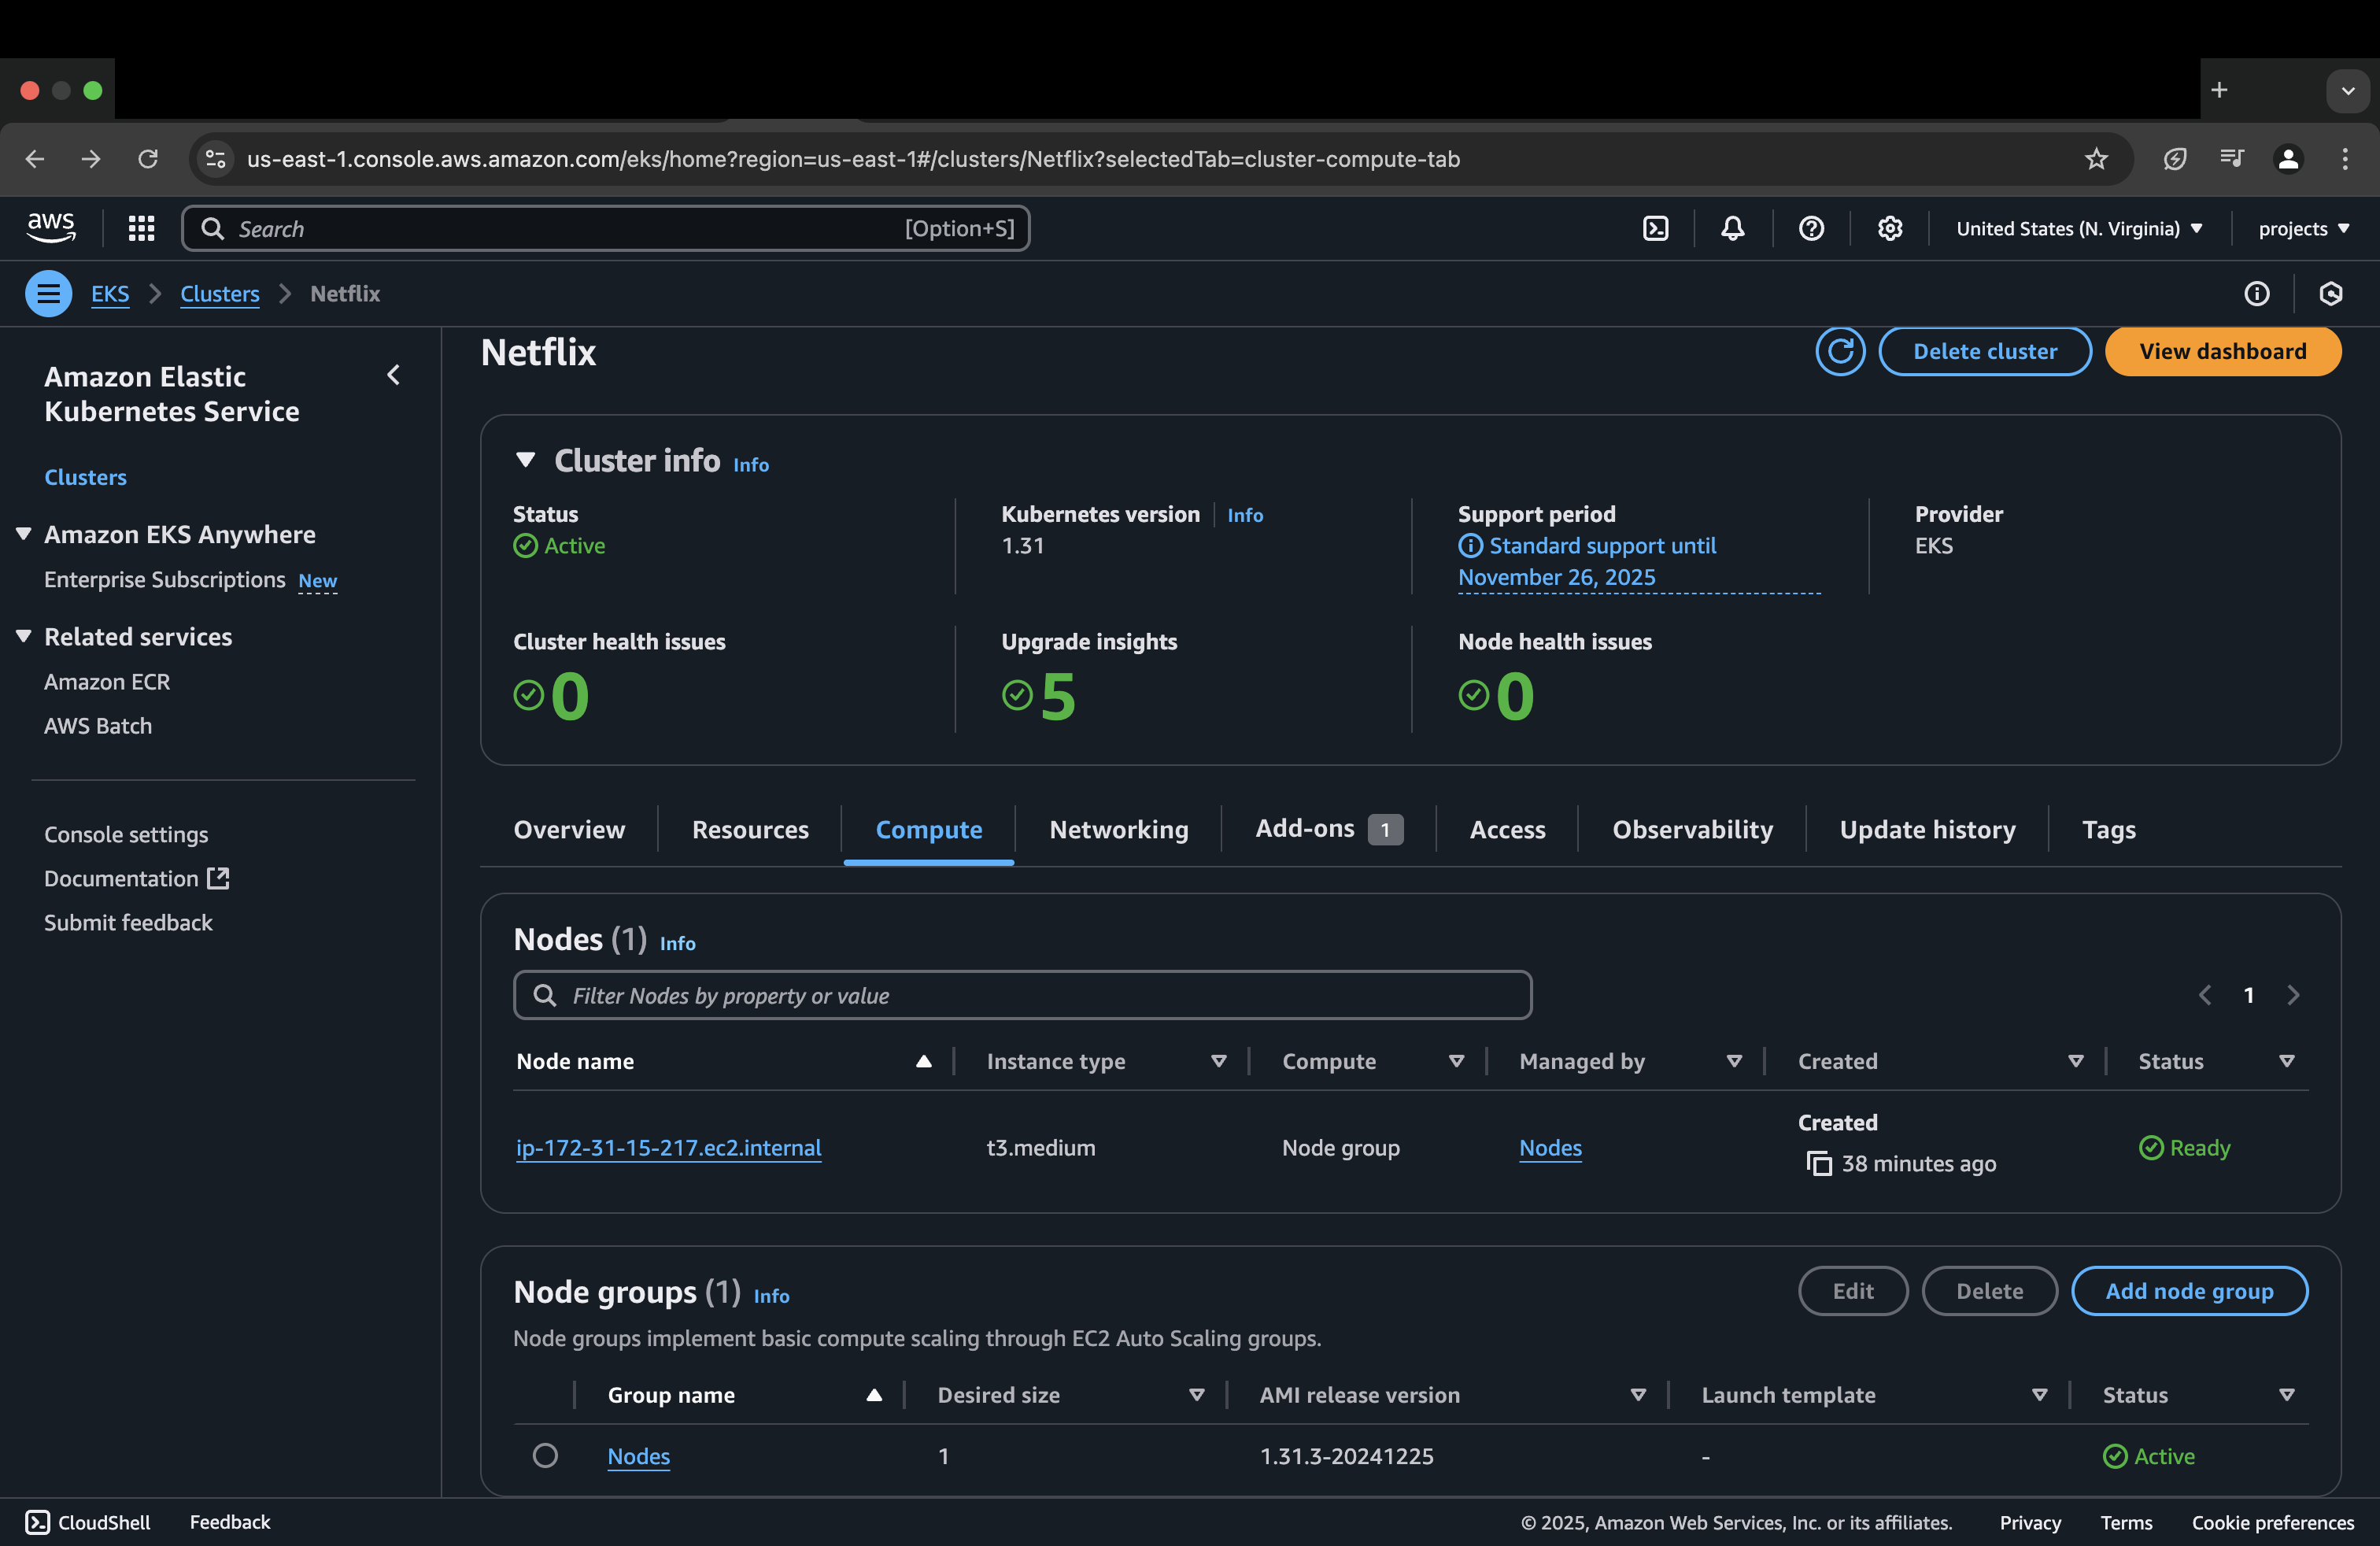 us-east-1.console.aws.amazon.com/eks/home?region=us-east-1#/clusters/Netflix?selectedTab=cluster-compute-tab
aws
Search [Option+S]
United States (N. Virginia) projects
EKS Clusters Netflix
Amazon Elastic
Kubernetes Service
Clusters
Amazon EKS Anywhere
Enterprise Subscriptions New
Related services
Amazon ECR
AWS Batch
Console settings
Documentation
Submit feedback
Netflix
Delete cluster View dashboard
Cluster info Info
Status Kubernetes version Info Support period Provider
Active 1.31 Standard support until EKS
November 26, 2025
Cluster health issues Upgrade insights Node health issues
0 5 0
Overview Resources Compute Networking Add-ons 1 Access Observability Update history Tags
Nodes (1) Info
Filter Nodes by property or value 1
Node name Instance type Compute Managed by Created Status
Created
ip-172-31-15-217.ec2.internal t3.medium Node group Nodes 38 minutes ago Ready
Node groups (1) Info Edit Delete Add node group
Node groups implement basic compute scaling through EC2 Auto Scaling groups.
Group name Desired size AMI release version Launch template Status
Nodes 1 1.31.3-20241225 - Active
CloudShell Feedback © 2025, Amazon Web Services, Inc. or its affiliates. Privacy Terms Cookie preferences